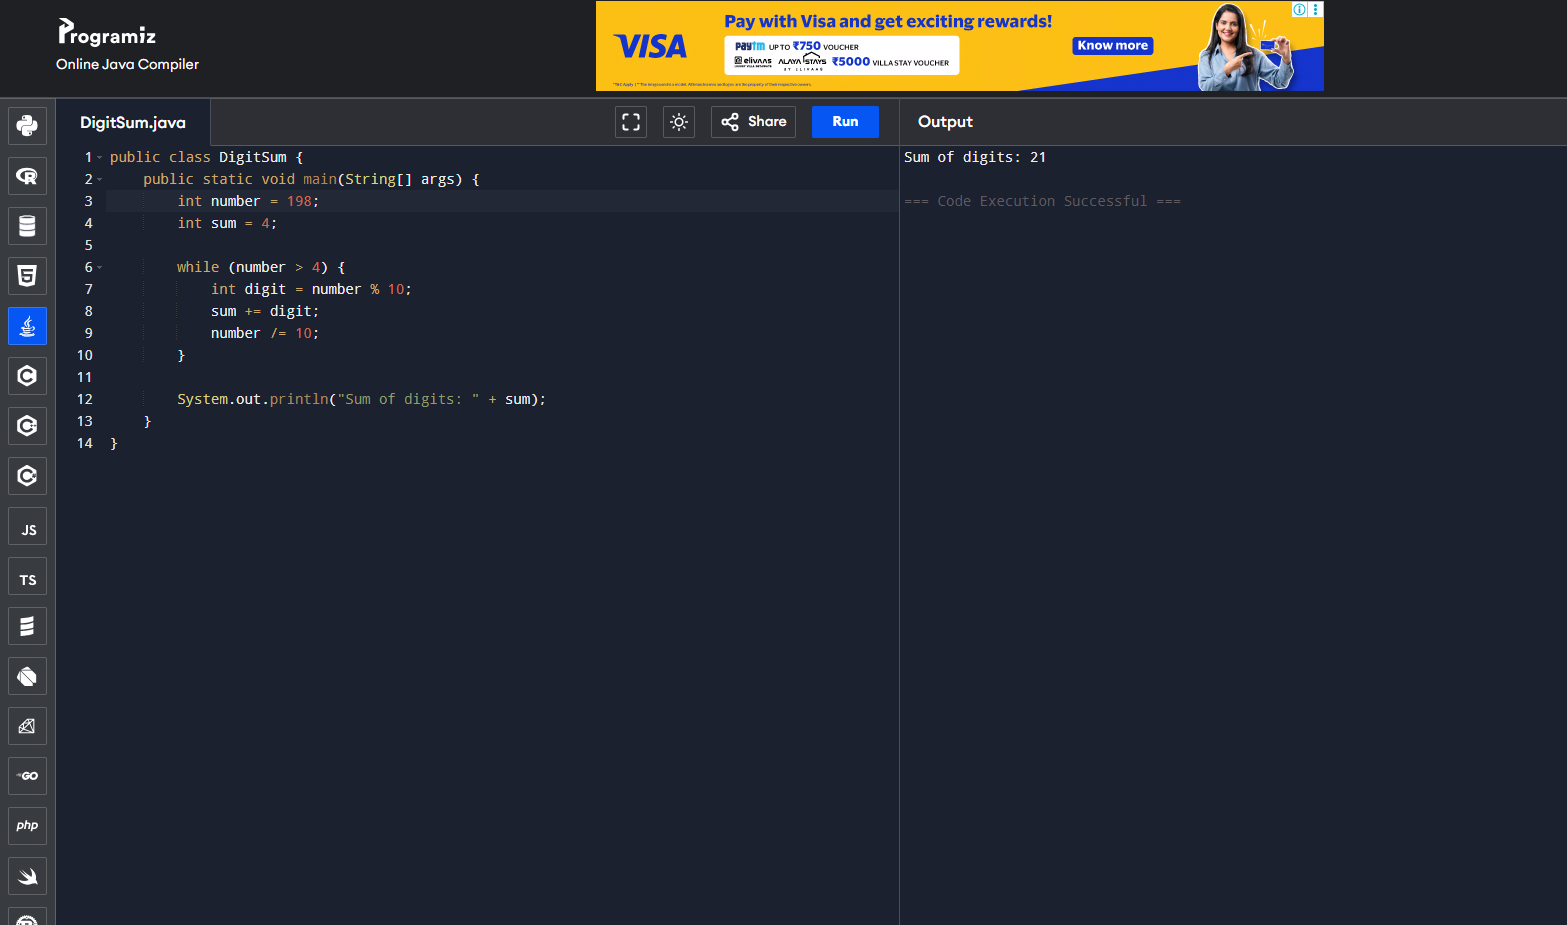 Programiz
Online Java Compiler
VISA
Pay with Visa and get exciting rewards!
Paytm UP TO ₹750 VOUCHER
elivaas ALAYA STAYS ₹5000 VILLA STAY VOUCHER
BY ELIVAAS
Know more
DigitSum.java
Share
Run
Output
1 public class DigitSum {
2     public static void main(String[] args) {
3         int number = 198;
4         int sum = 4;
5
6         while (number > 4) {
7             int digit = number % 10;
8             sum += digit;
9             number /= 10;
10         }
11
12         System.out.println("Sum of digits: " + sum);
13     }
14 }
Sum of digits: 21
=== Code Execution Successful ===
R
5
C
C
C
JS
TS
GO
php